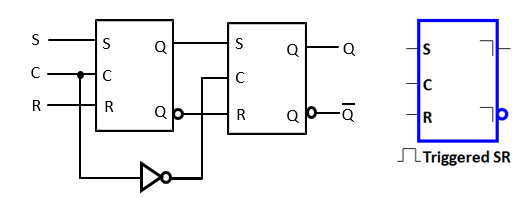 S S Q S Q Q S
C C C C
R R Q R Q Q̅ R
Triggered SR